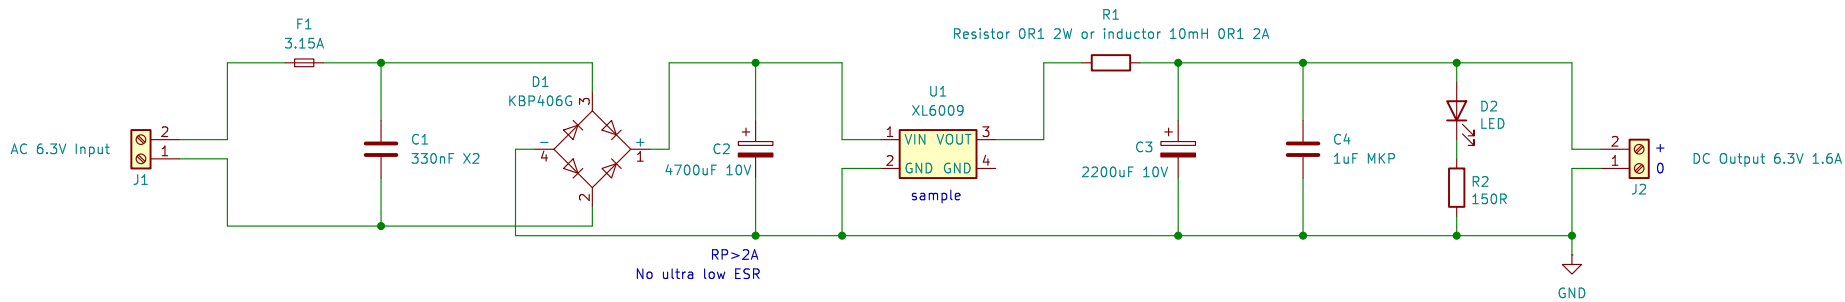 F1
3.15A
AC 6.3V Input
2
1
J1
C1
330nF X2
D1
KBP406G
3
-
4
+
1
2
+
C2
4700uF 10V
RP>2A
No ultra low ESR
U1
XL6009
1
VIN VOUT
3
2
GND GND
4
sample
R1
Resistor 0R1 2W or inductor 10mH 0R1 2A
+
C3
2200uF 10V
C4
1uF MKP
D2
LED
R2
150R
2
+
1
0
J2
DC Output 6.3V 1.6A
GND